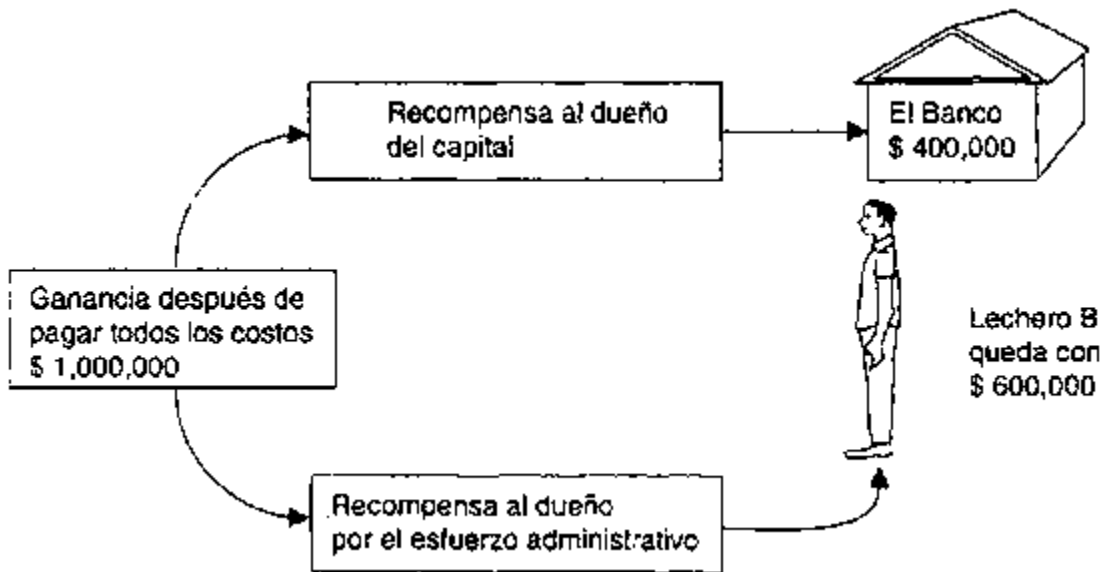 Recompensa al dueño
del capital
El Banco
$ 400,000
Ganancia después de
pagar todos los costos
$ 1,000,000
Lechero B
queda con
$ 600,000
Recompensa al dueño
por el esfuerzo administrativo